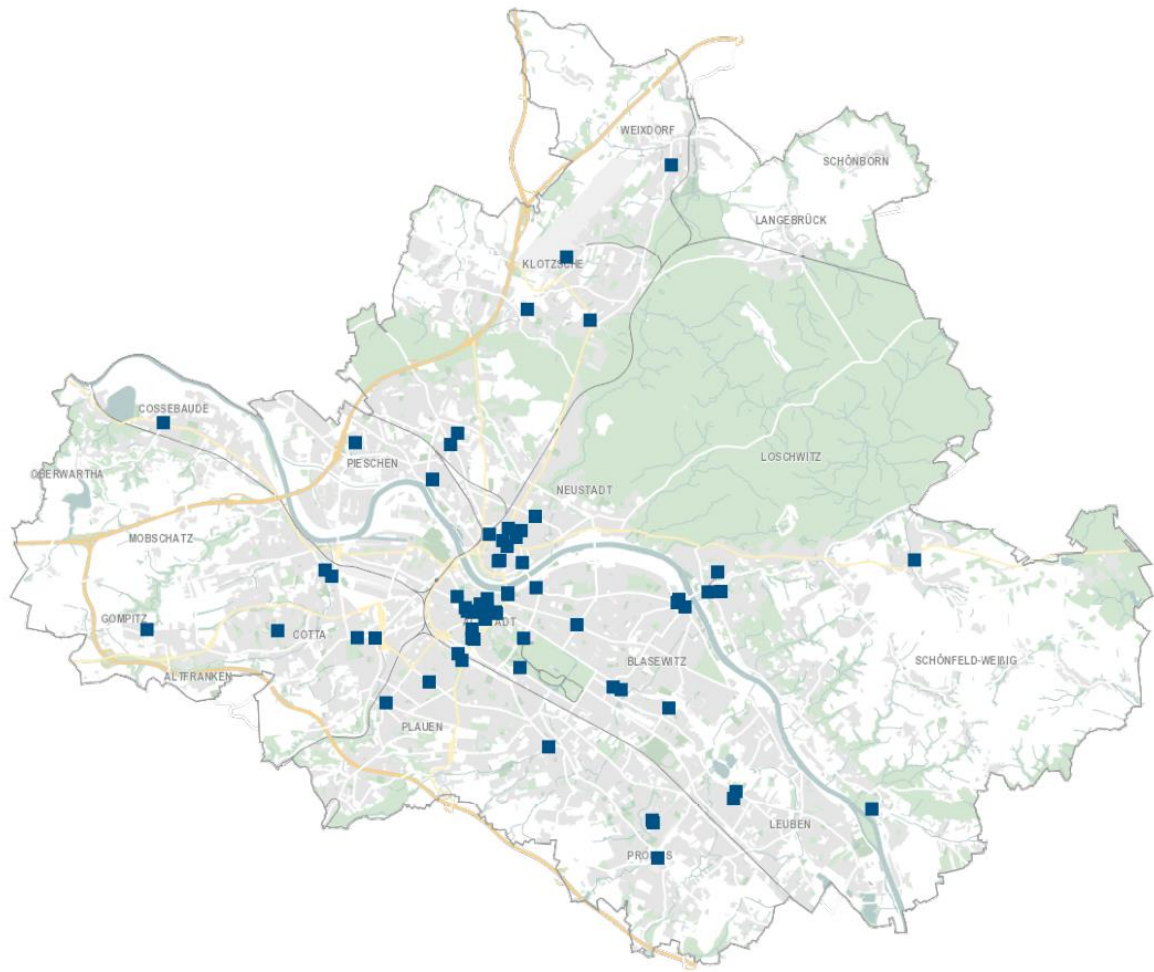 WEIXDORF
SCHÖNBORN
LANGEBRÜCK
KLOTZSCHE
COSSEBAUDE
LOSCHWITZ
PIESCHEN
OBERWARTHA
NEUSTADT
MOBSCHATZ
GOMPITZ
COTTA
BLASEWITZ
SCHÖNFELD-WEIßIG
ALTFRANKEN
PLAUEN
LEUBEN